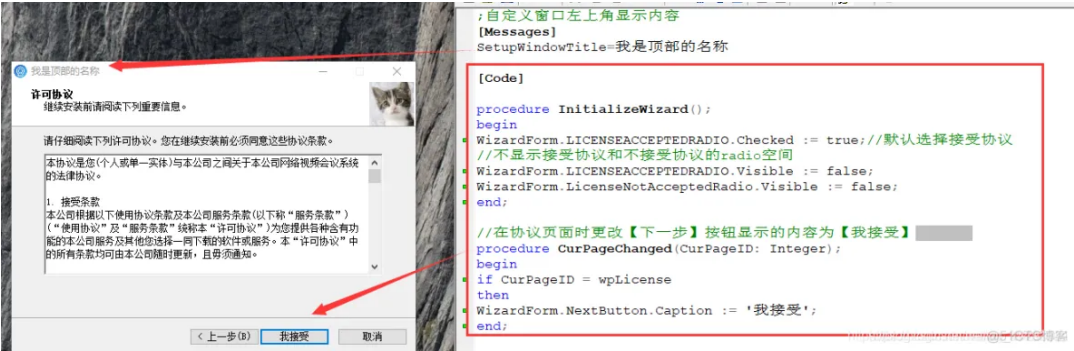 我是顶部的名称
许可协议
继续安装前请阅读下列重要信息。
请仔细阅读下列许可协议。您在继续安装前必须同意这些协议条款。
本协议是您(个人或单一实体)与本公司之间关于本公司网络视频会议系统
的法律协议。
1. 接受条款
本公司根据以下使用协议条款及本公司服务条款(以下称“服务条款”)
(“使用协议”及“服务条款”统称本“许可协议”)为您提供各种含有功
能的本公司服务及其他您选择一同下载的软件或服务。本“许可协议”中
的所有条款均可由本公司随时更新，且毋须通知。
< 上一步(B)
我接受
取消
;自定义窗口左上角显示内容
[Messages]
SetupWindowTitle=我是顶部的名称
[Code]
procedure InitializeWizard();
begin
WizardForm.LICENSEACCEPTEDRADIO.Checked := true;//默认选择接受协议
//不显示接受协议和不接受协议的radio空间
WizardForm.LICENSEACCEPTEDRADIO.Visible := false;
WizardForm.LicenseNotAcceptedRadio.Visible := false;
end;
//在协议页面时更改【下一步】按钮显示的内容为【我接受】
procedure CurPageChanged(CurPageID: Integer);
begin
if CurPageID = wpLicense
then
WizardForm.NextButton.Caption := '我接受';
end;
@51CTO博客